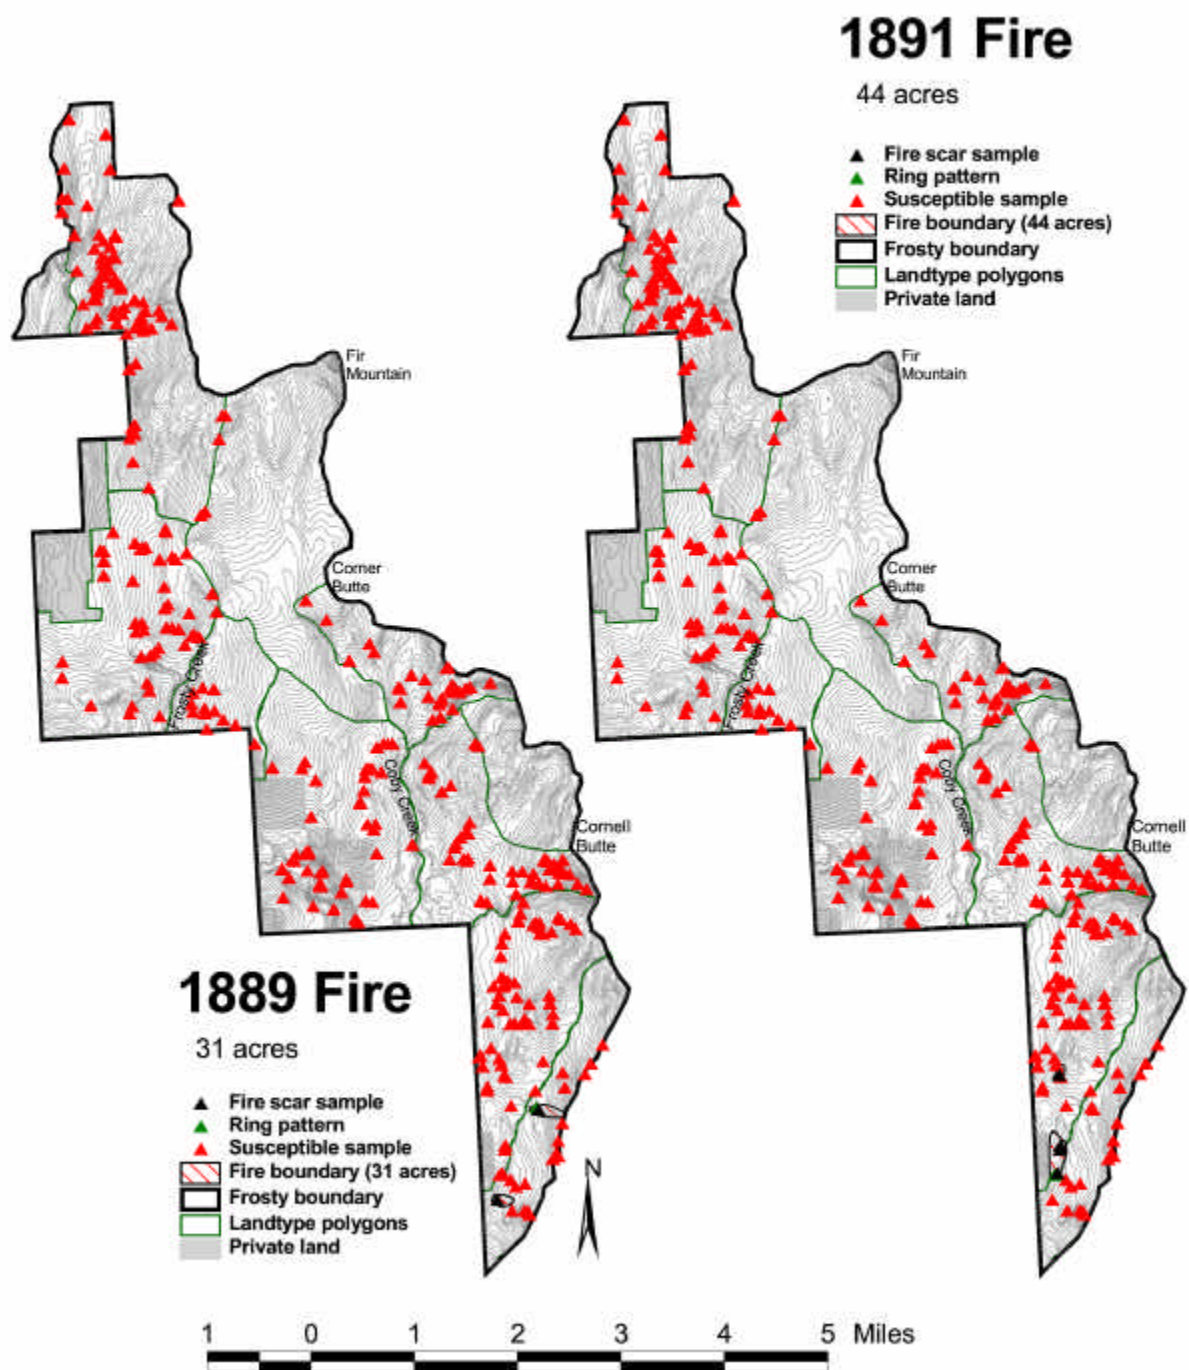 1891 Fire
44 acres
Fire scar sample
Ring pattern
Susceptible sample
Fire boundary (44 acres)
Frosty boundary
Landtype polygons
Private land
Fir
Mountain
Fir
Mountain
Corner
Butte
Corner
Butte
Frosty Creek
Frosty Creek
Coby Creek
Coby Creek
Cornell
Butte
Cornell
Butte
1889 Fire
31 acres
Fire scar sample
Ring pattern
Susceptible sample
Fire boundary (31 acres)
Frosty boundary
Landtype polygons
Private land
N
1 0 1 2 3 4 5 Miles